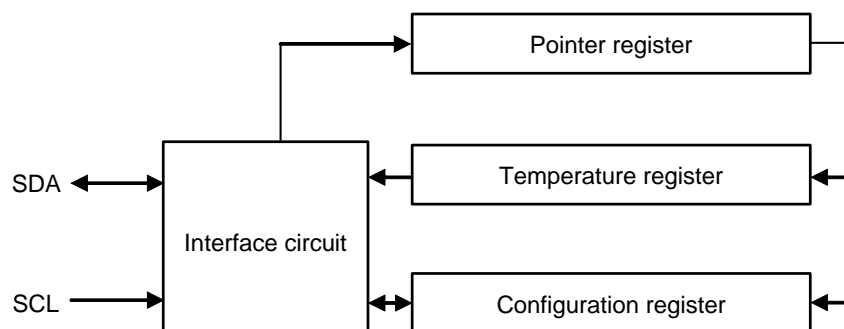 Pointer register
SDA
Temperature register
Interface circuit
SCL
Configuration register